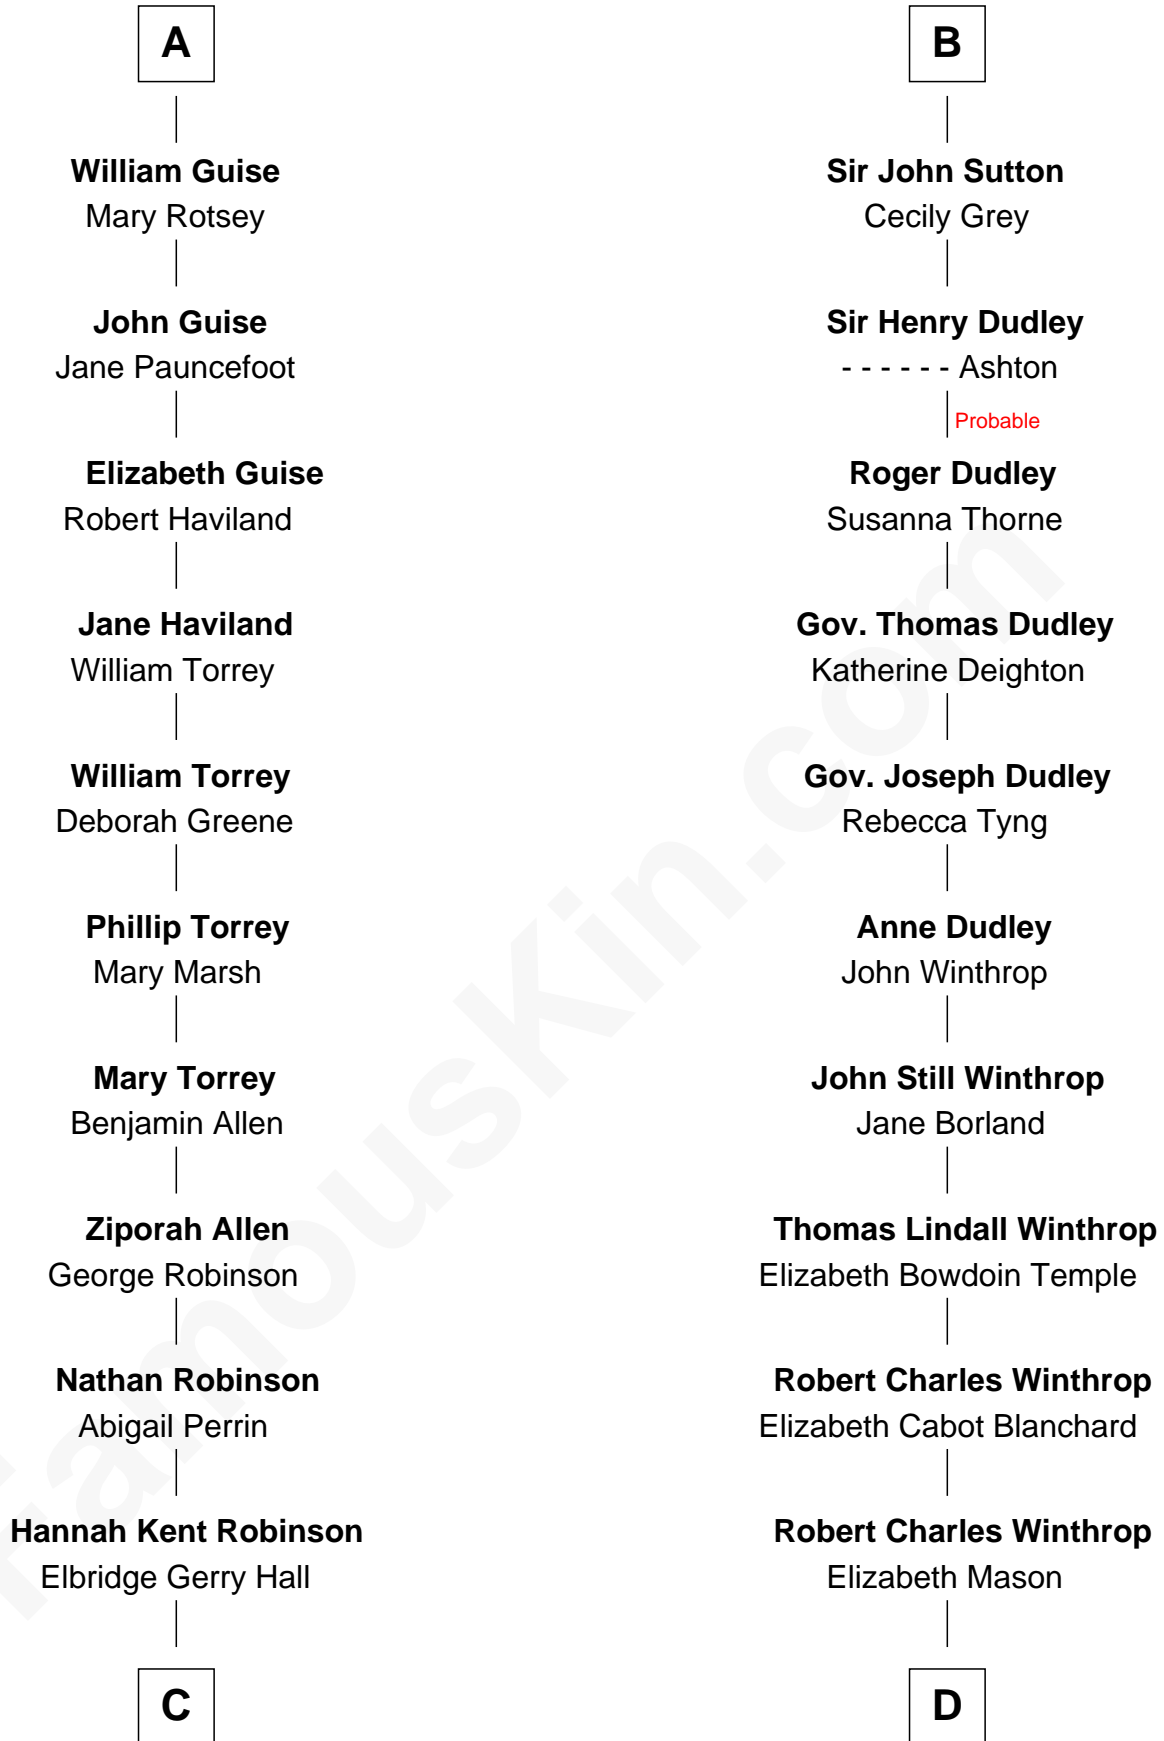 A
William Guise
Mary Rotsey
John Guise
Jane Pauncefoot
Elizabeth Guise
Robert Haviland
Jane Haviland
William Torrey
William Torrey
Deborah Greene
Phillip Torrey
Mary Marsh
Mary Torrey
Benjamin Allen
Ziporah Allen
George Robinson
Nathan Robinson
Abigail Perrin
Hannah Kent Robinson
Elbridge Gerry Hall
C
B
Sir John Sutton
Cecily Grey
Sir Henry Dudley
- - - - - - Ashton
Probable
Roger Dudley
Susanna Thorne
Gov. Thomas Dudley
Katherine Deighton
Gov. Joseph Dudley
Rebecca Tyng
Anne Dudley
John Winthrop
John Still Winthrop
Jane Borland
Thomas Lindall Winthrop
Elizabeth Bowdoin Temple
Robert Charles Winthrop
Elizabeth Cabot Blanchard
Robert Charles Winthrop
Elizabeth Mason
D
FamousKin.com